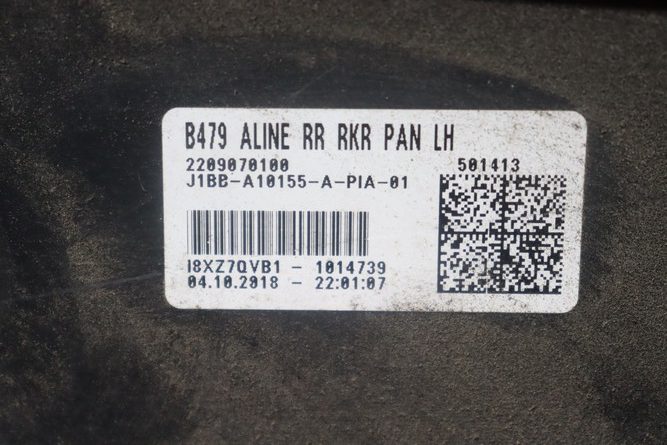 B479 ALINE RR RKR PAN LH
2209070100 501413
J1BB-A10155-A-PIA-01
I8XZ7QVB1 - 1014739
04.10.2018 - 22:01:07